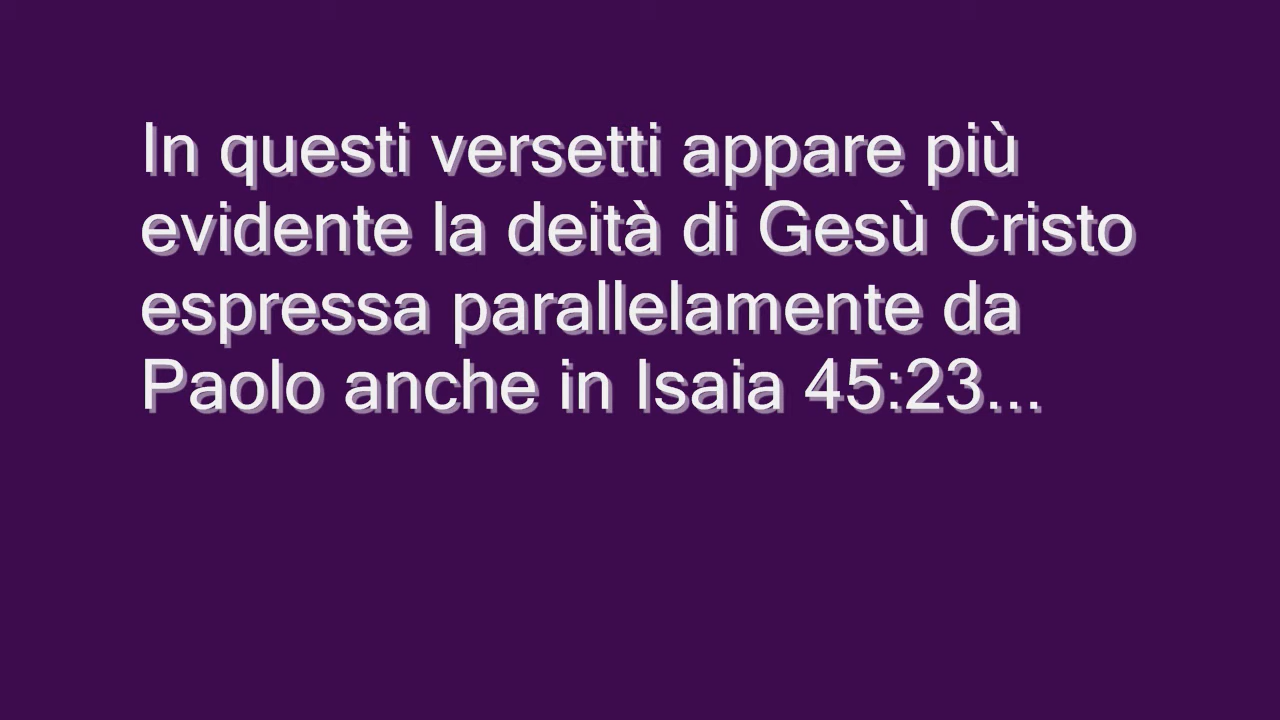 In questi versetti appare più
evidente la deità di Gesù Cristo
espressa parallelamente da
Paolo anche in Isaia 45:23...